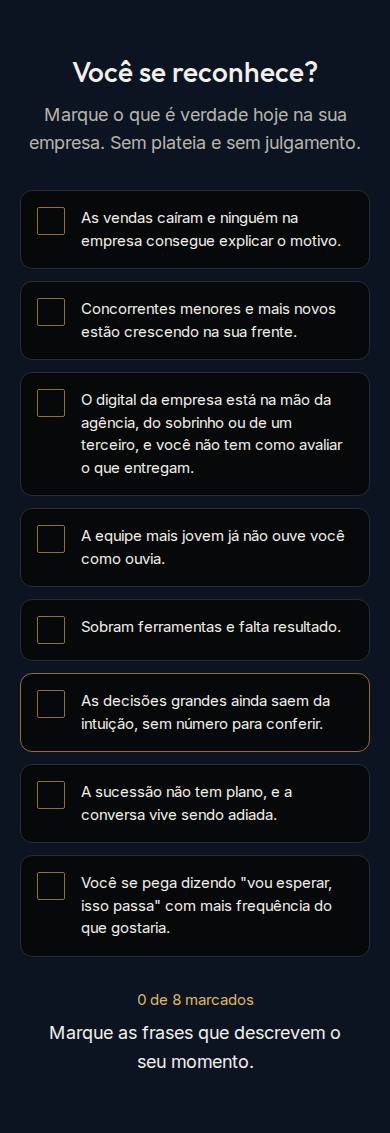 Você se reconhece?
Marque o que é verdade hoje na sua
empresa. Sem plateia e sem julgamento.
As vendas caíram e ninguém na
empresa consegue explicar o motivo.
Concorrentes menores e mais novos
estão crescendo na sua frente.
O digital da empresa está na mão da
agência, do sobrinho ou de um
terceiro, e você não tem como avaliar
o que entregam.
A equipe mais jovem já não ouve você
como ouvia.
Sobram ferramentas e falta resultado.
As decisões grandes ainda saem da
intuição, sem número para conferir.
A sucessão não tem plano, e a
conversa vive sendo adiada.
Você se pega dizendo "vou esperar,
isso passa" com mais frequência do
que gostaria.
0 de 8 marcados
Marque as frases que descrevem o
seu momento.